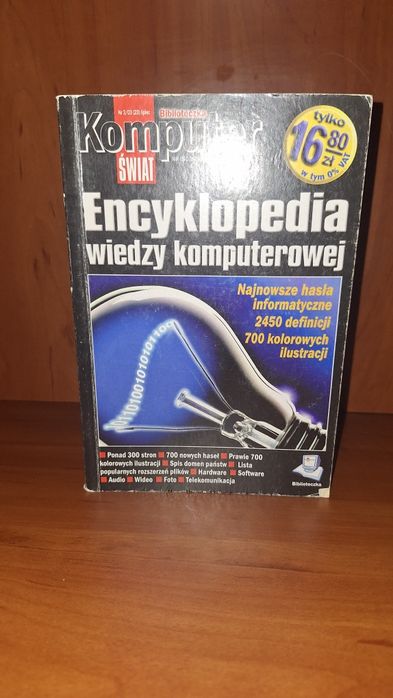 Biblioteczka
Komputer
ŚWIAT
tylko
16 80
zł
w tym 0% VAT
Encyklopedia
wiedzy komputerowej
Najnowsze hasła
informatyczne
2450 definicji
700 kolorowych
ilustracji
Ponad 300 stron ■ 700 nowych haseł ■ Prawie 700
kolorowych ilustracji ■ Spis domen państw ■ Lista
popularnych rozszerzeń plików ■ Hardware ■ Software
■ Audio ■ Wideo ■ Foto ■ Telekomunikacja
Biblioteczka